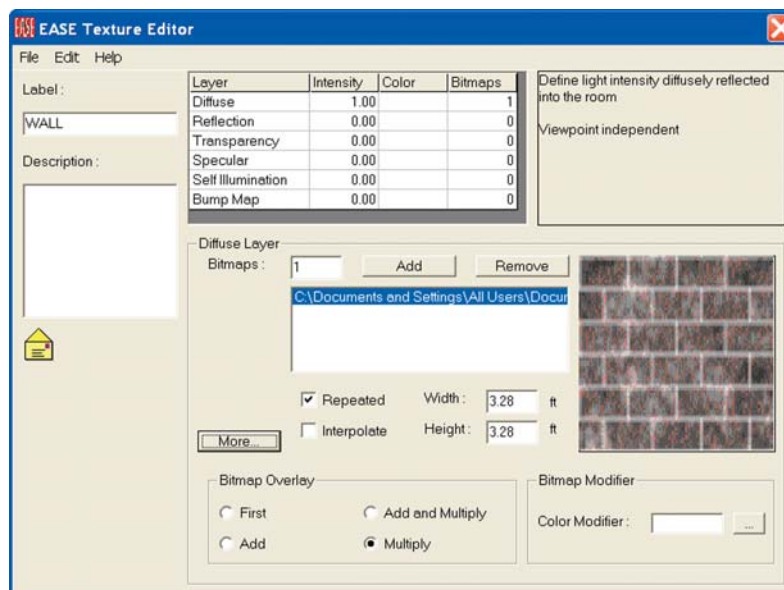 EASE EASE Texture Editor
File Edit Help
Label :
WALL
Description :
Layer Intensity Color Bitmaps
Diffuse 1.00 1
Reflection 0.00 0
Transparency 0.00 0
Specular 0.00 0
Self Illumination 0.00 0
Bump Map 0.00 0
Define light intensity diffusely reflected
into the room
Viewpoint independent
Diffuse Layer
Bitmaps : 1 Add Remove
C:\Documents and Settings\All Users\Docur
Repeated Width : 3.28 ft
More... Interpolate Height : 3.28 ft
Bitmap Overlay
First Add and Multiply
Add Multiply
Bitmap Modifier
Color Modifier : ...